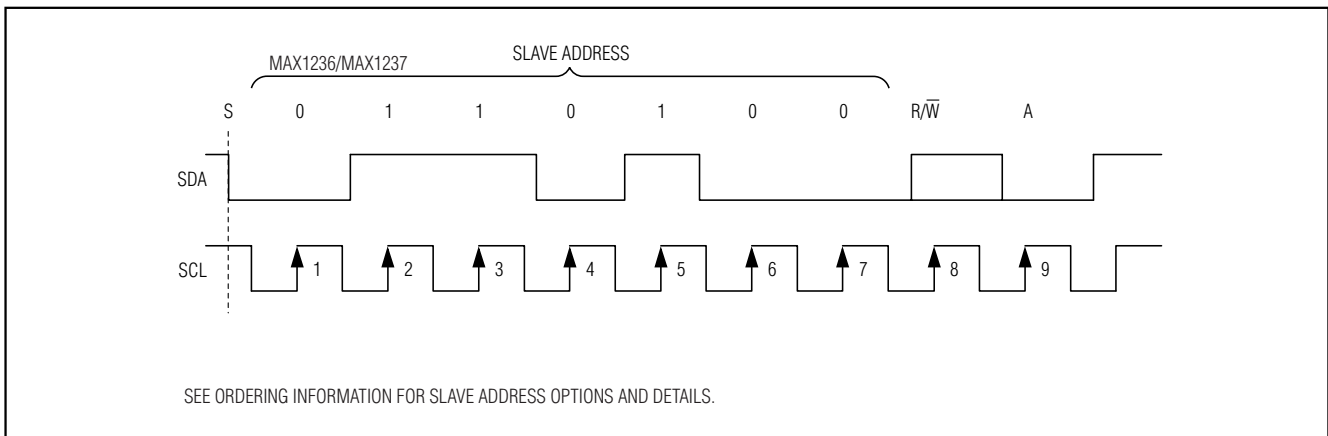 MAX1236/MAX1237
SLAVE ADDRESS
S 0 1 1 0 1 0 0 R/W̅ A
SDA
SCL 1 2 3 4 5 6 7 8 9
SEE ORDERING INFORMATION FOR SLAVE ADDRESS OPTIONS AND DETAILS.